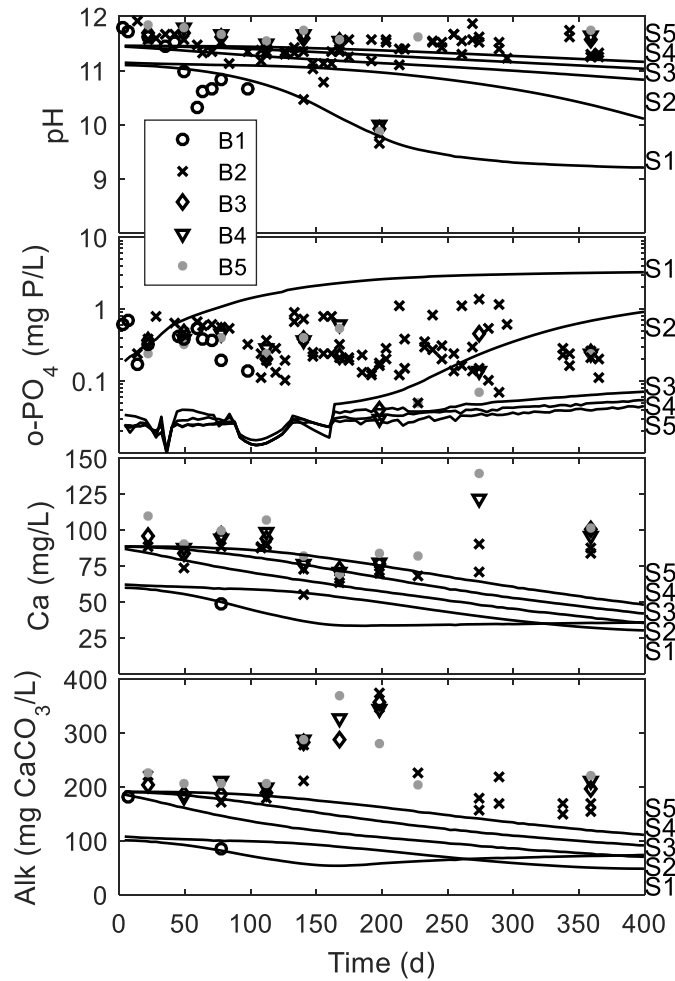 12
11
10
9
pH
S5
S4
S3
S2
S1
B1
B2
B3
B4
B5
10
1
0.1
o-PO4 (mg P/L)
S1
S2
S3
S4
S5
150
125
100
75
50
25
Ca (mg/L)
S5
S4
S3
S2
S1
400
300
200
100
0
Alk (mg CaCO3/L)
S5
S4
S3
S2
S1
0 50 100 150 200 250 300 350 400
Time (d)